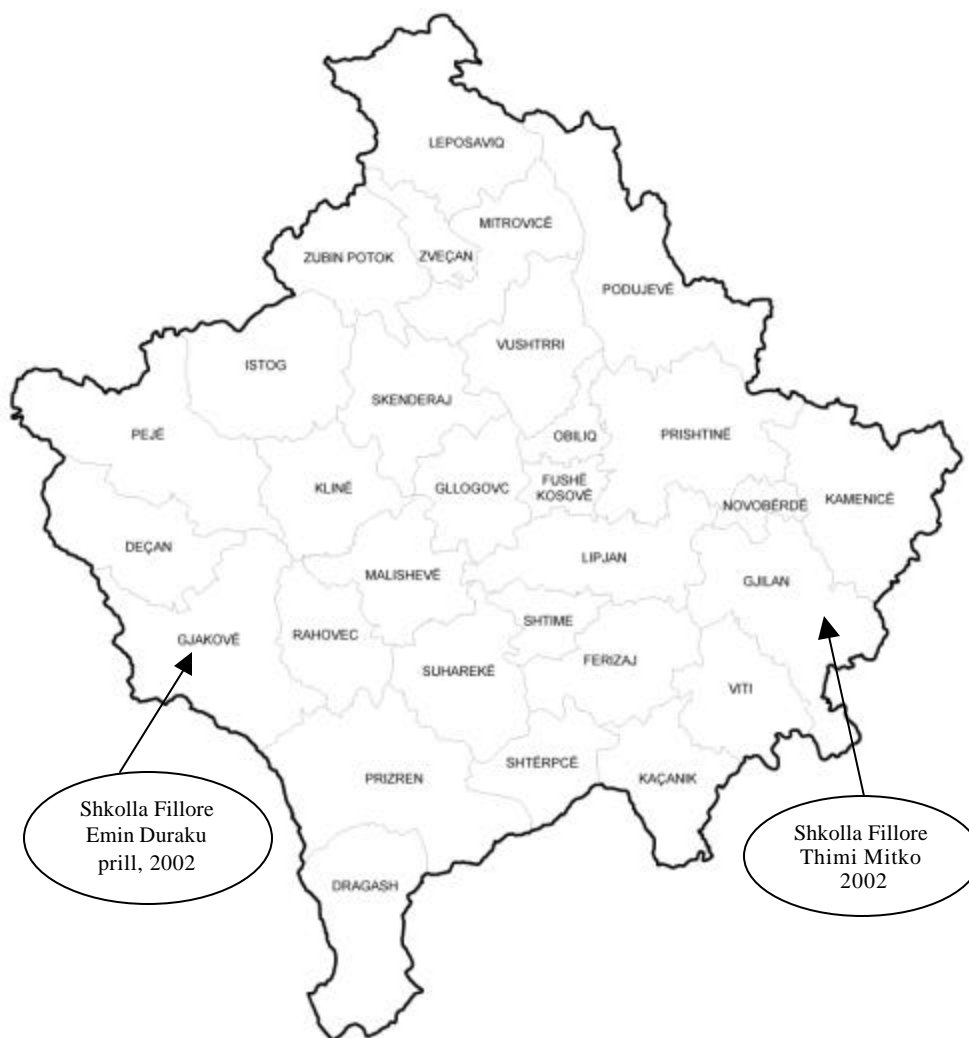 LEPOSAVIQ
MITROVICË
ZUBIN POTOK
ZVEÇAN
PODUJEVË
VUSHTRRI
ISTOG
SKENDERAJ
PEJË
OBILIQ
PRISHTINË
KLINË
GLLOGOVC
FUSHË
KOSOVË
NOVOBËRDË
KAMENICË
DEÇAN
MALISHEVË
LIPJAN
GJILAN
GJAKOVË
RAHOVEC
SHTIME
SUHAREKË
FERIZAJ
VITI
PRIZREN
SHTËRPCË
KAÇANIK
DRAGASH
Shkolla Fillore
Emin Duraku
prill, 2002
Shkolla Fillore
Thimi Mitko
2002